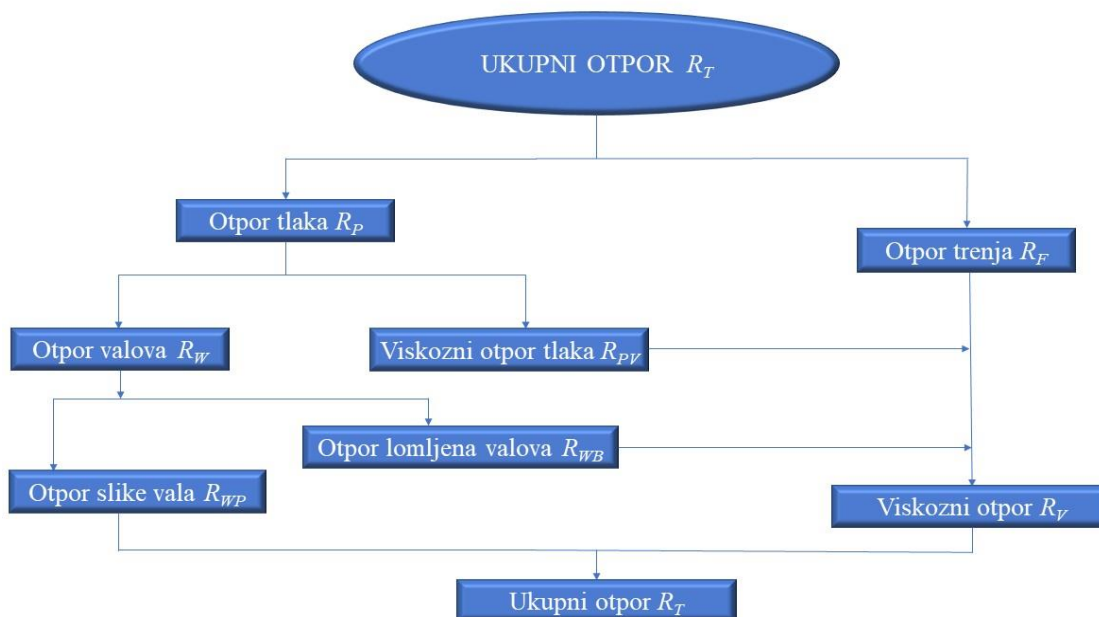 UKUPNI OTPOR R_T
Otpor tlaka R_P
Otpor trenja R_F
Otpor valova R_W
Viskozni otpor tlaka R_PV
Otpor lomljena valova R_WB
Otpor slike vala R_WP
Viskozni otpor R_V
Ukupni otpor R_T